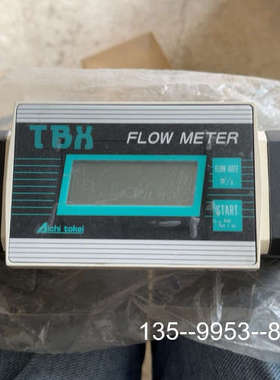 TBX
FLOW METER
FLOW RATE
START
Aichi tokei
135--9953--8